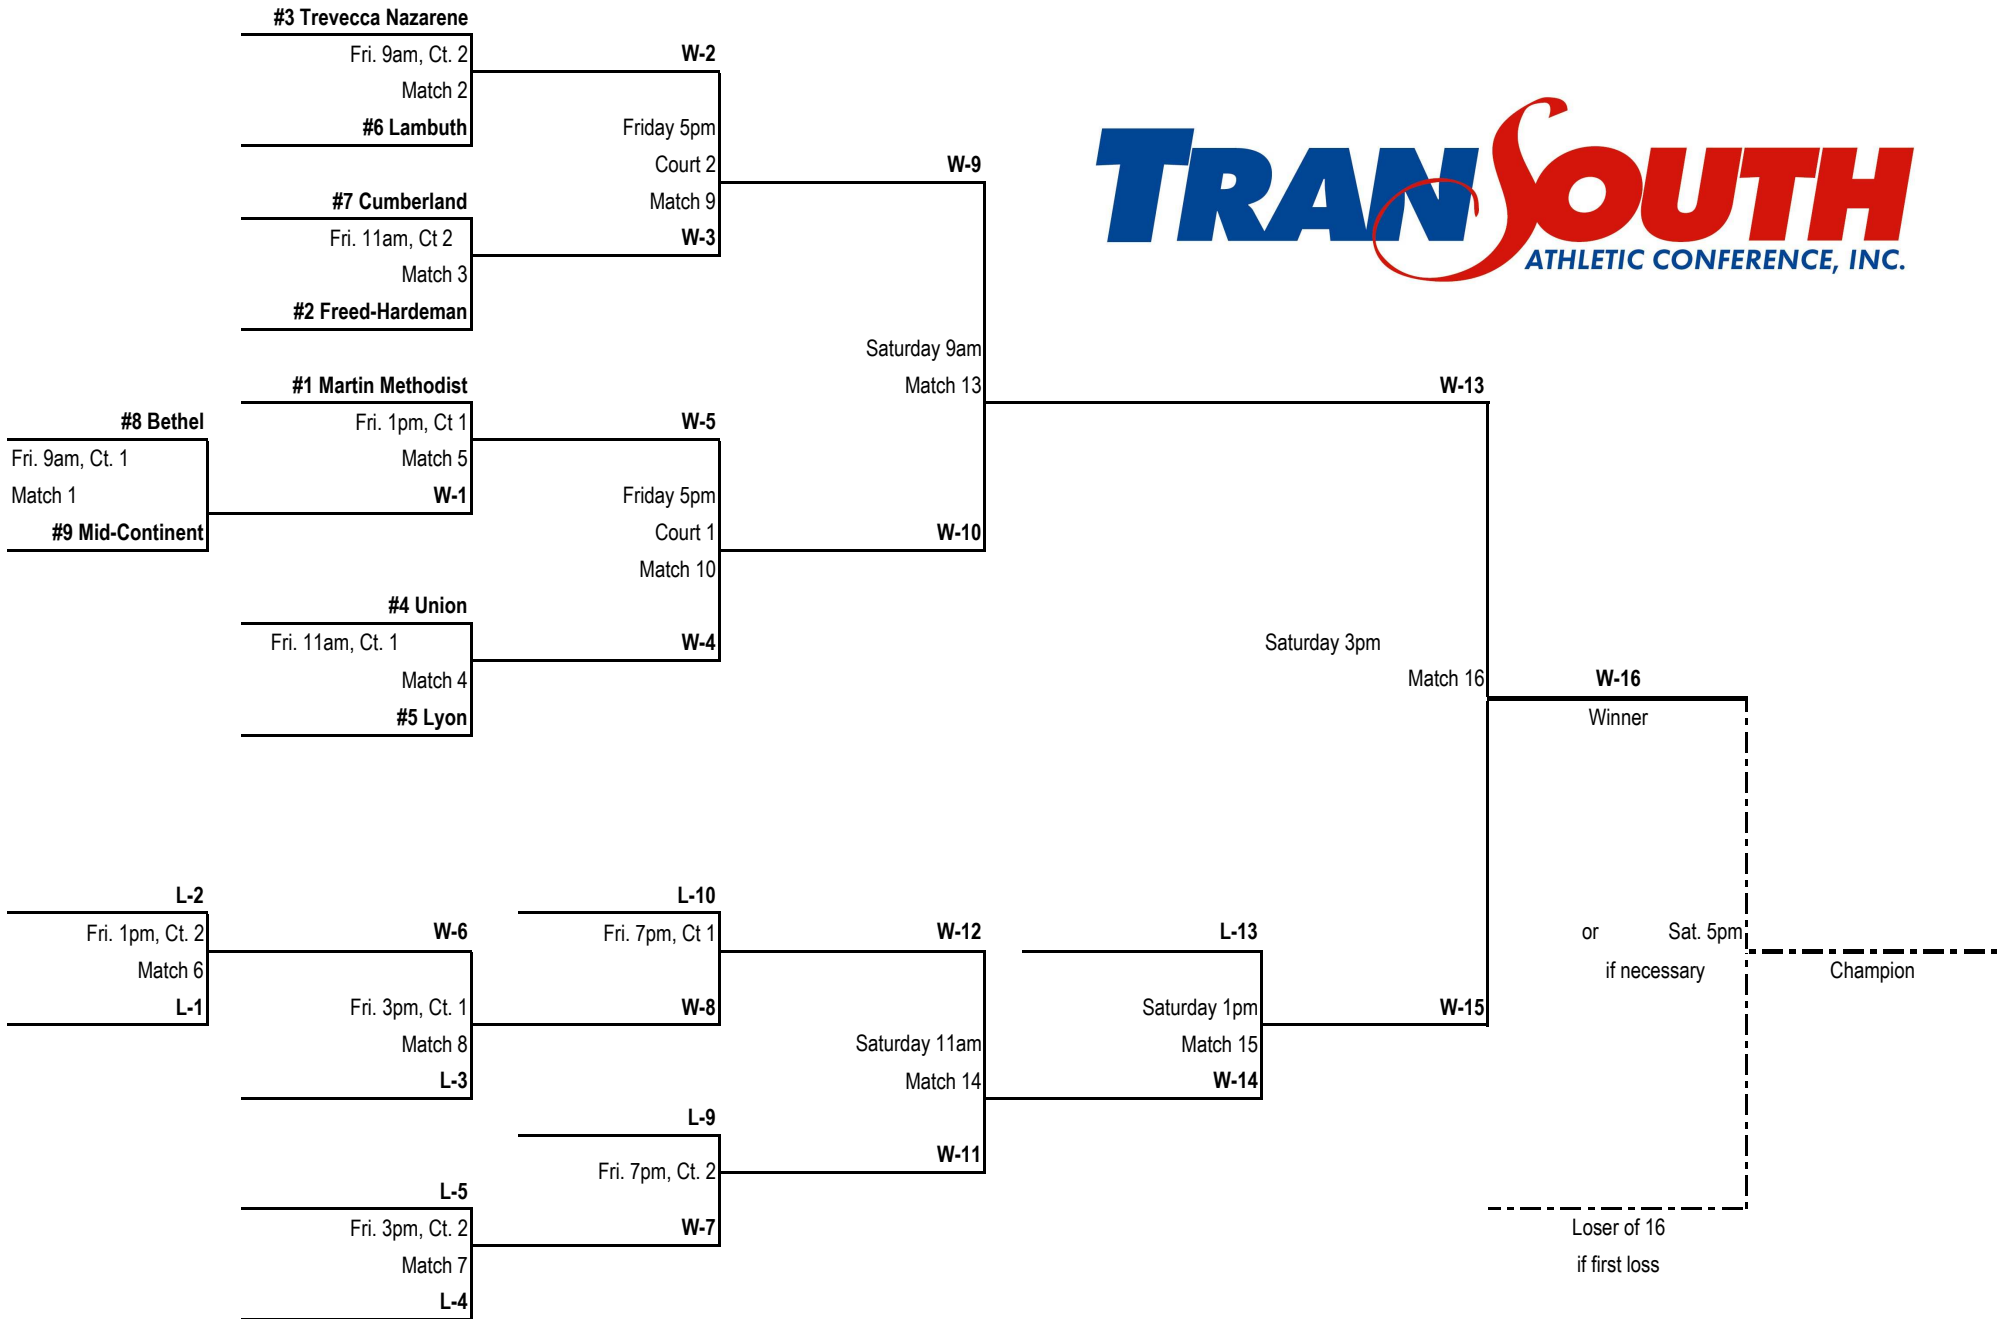 #3 Trevecca Nazarene
Fri. 9am, Ct. 2
Match 2
#6 Lambuth
W-2
Friday 5pm
Court 2
Match 9
W-3
#7 Cumberland
Fri. 11am, Ct 2
Match 3
#2 Freed-Hardeman
W-9
Saturday 9am
Match 13
W-10
TRANSOUTH
ATHLETIC CONFERENCE, INC.
#1 Martin Methodist
Fri. 1pm, Ct 1
Match 5
W-1
#8 Bethel
Fri. 9am, Ct. 1
Match 1
#9 Mid-Continent
W-5
Friday 5pm
Court 1
Match 10
W-4
#4 Union
Fri. 11am, Ct. 1
Match 4
#5 Lyon
W-13
Saturday 3pm
Match 16
W-15
W-16
Winner
or Sat. 5pm
if necessary
Champion
Loser of 16
if first loss
L-2
Fri. 1pm, Ct. 2
Match 6
L-1
W-6
Fri. 3pm, Ct. 1
Match 8
L-3
L-10
Fri. 7pm, Ct 1
W-8
W-12
Saturday 11am
Match 14
W-11
L-13
Saturday 1pm
Match 15
W-14
L-9
Fri. 7pm, Ct. 2
W-7
L-5
Fri. 3pm, Ct. 2
Match 7
L-4